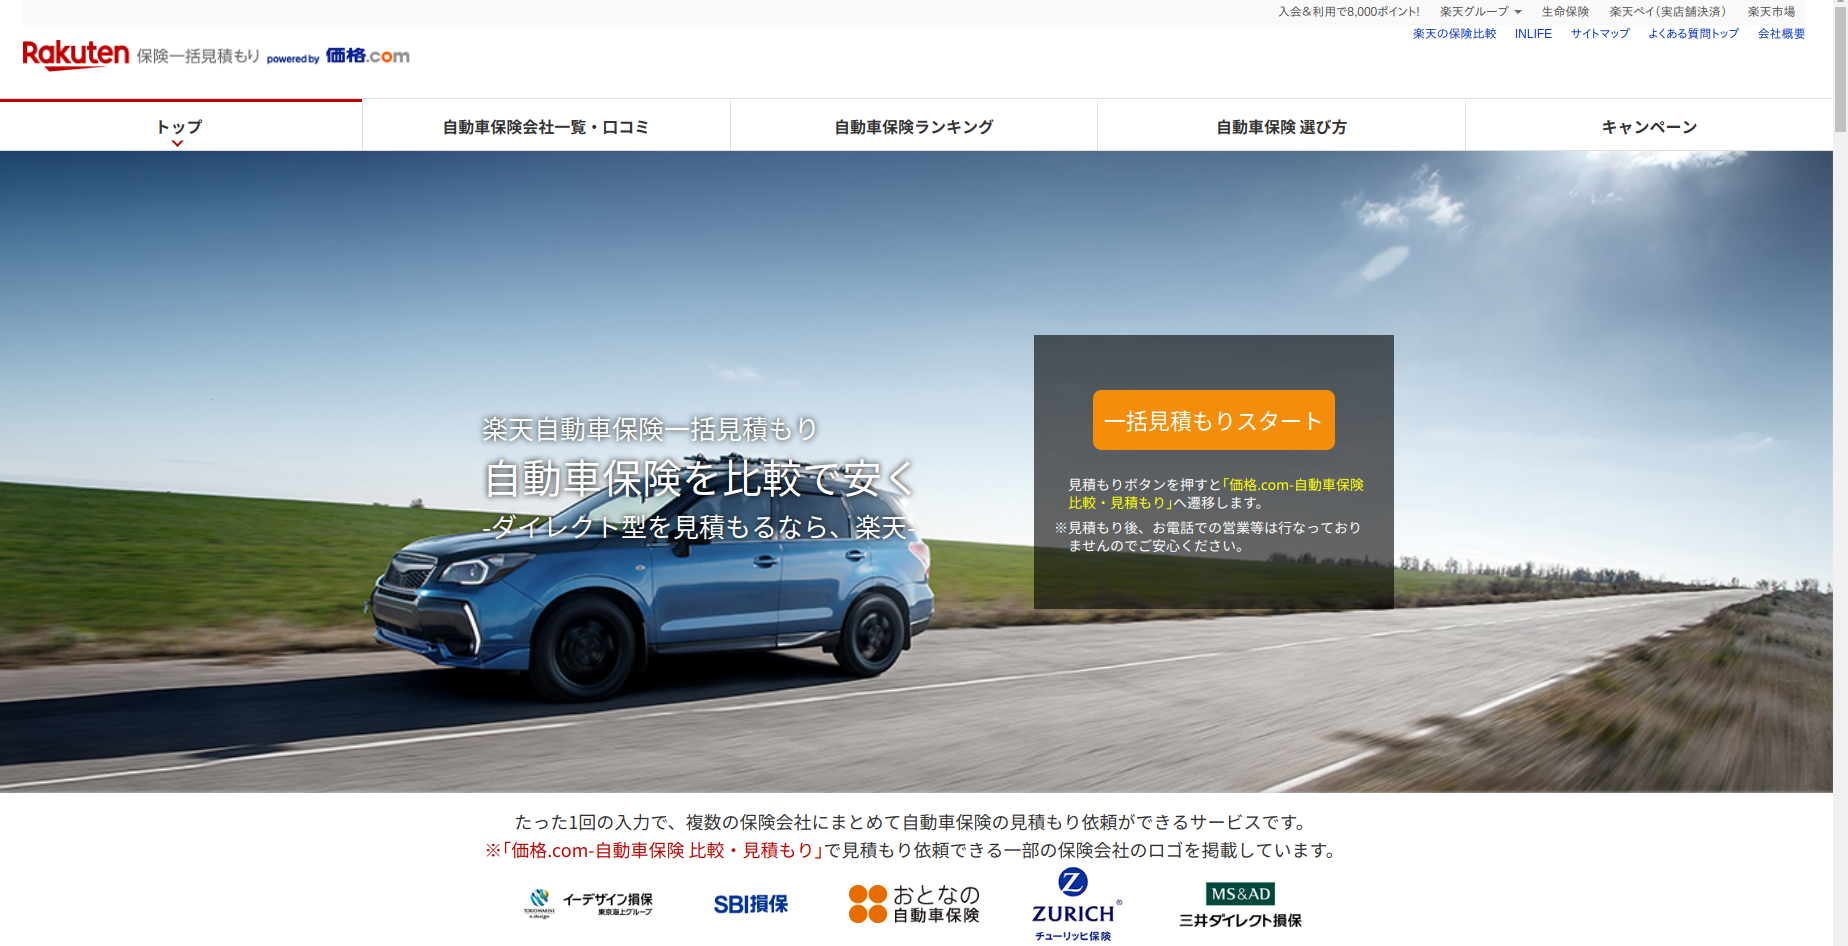 入会&利用で8,000ポイント! 楽天グループ 生命保険 楽天ペイ(実店舗決済) 楽天市場
楽天の保険比較 INLIFE サイトマップ よくある質問トップ 会社概要
Rakuten 保険一括見積もり powered by 価格.com
トップ 自動車保険会社一覧・口コミ 自動車保険ランキング 自動車保険 選び方 キャンペーン
楽天自動車保険一括見積もり
自動車保険を比較で安く
-ダイレクト型を見積もるなら、楽天-
一括見積もりスタート
見積もりボタンを押すと「価格.com-自動車保険
比較・見積もり」へ遷移します。
※見積もり後、お電話での営業等は行なっており
ませんのでご安心ください。
たった1回の入力で、複数の保険会社にまとめて自動車保険の見積もり依頼ができるサービスです。
※「価格.com-自動車保険 比較・見積もり」で見積もり依頼できる一部の保険会社のロゴを掲載しています。
TOKIO MARINE
e.design
イーデザイン損保
東京海上グループ
SBI損保
おとなの
自動車保険
Z
ZURICH®
チューリッヒ保険
MS&AD
三井ダイレクト損保